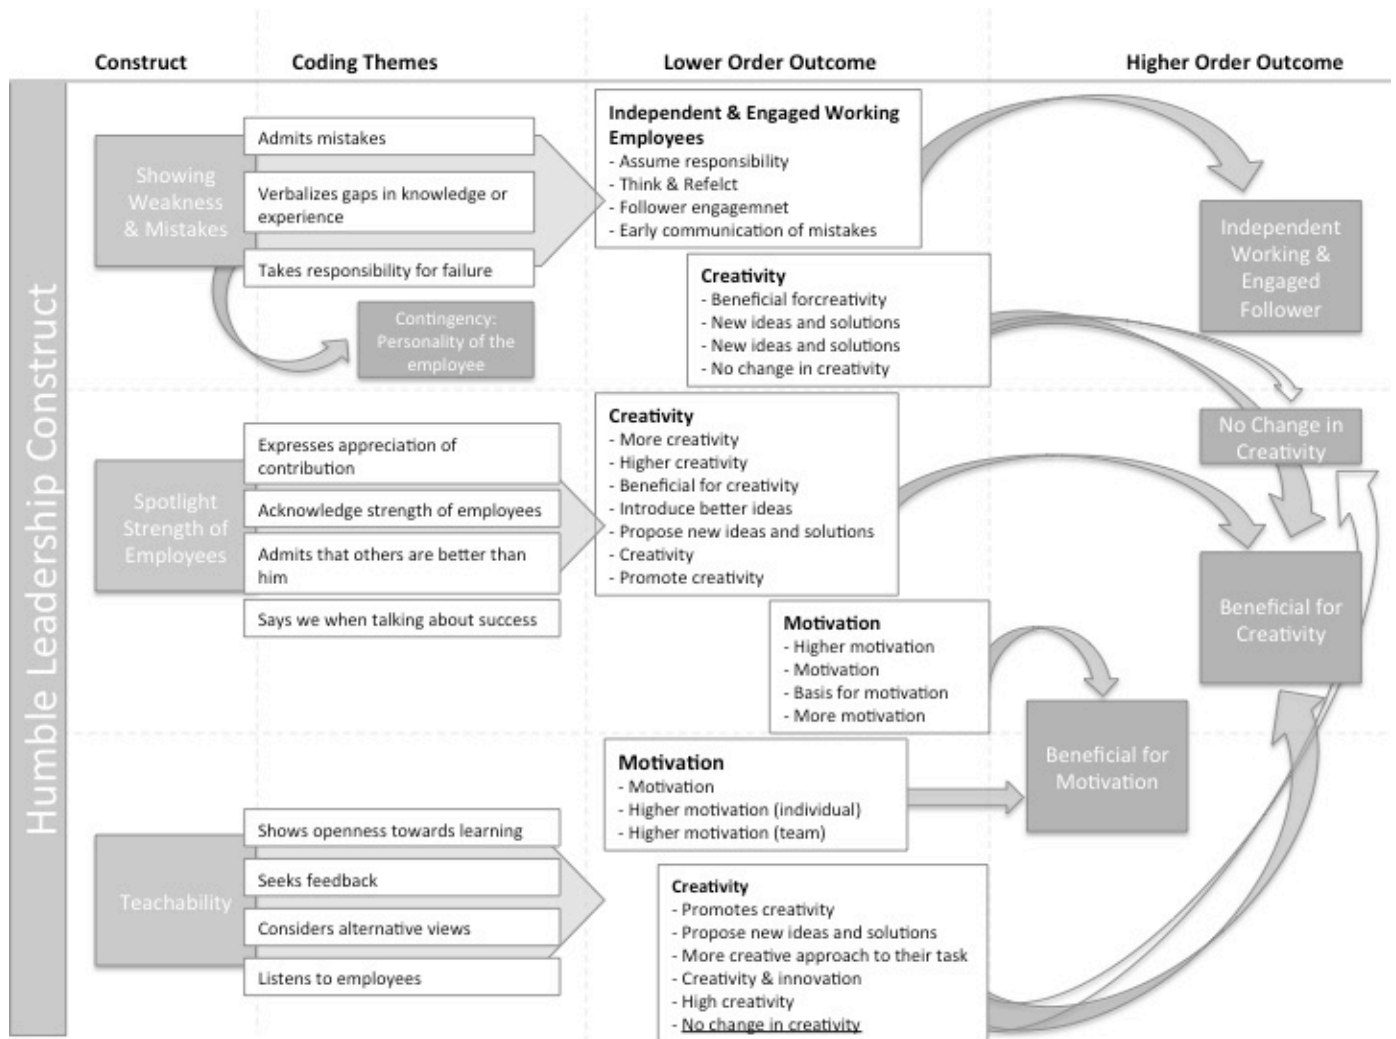 Construct
Coding Themes
Lower Order Outcome
Higher Order Outcome
Humble Leadership Construct
Showing
Weakness
& Mistakes
Admits mistakes
Verbalizes gaps in knowledge or
experience
Takes responsibility for failure
Contingency:
Personality of the
employee
Independent & Engaged Working
Employees
- Assume responsibility
- Think & Refelct
- Follower engagemnet
- Early communication of mistakes
Creativity
- Beneficial forcreativity
- New ideas and solutions
- New ideas and solutions
- No change in creativity
Independent
Working &
Engaged
Follower
No Change in
Creativity
Spotlight
Strength of
Employees
Expresses appreciation of
contribution
Acknowledge strength of employees
Admits that others are better than
him
Says we when talking about success
Creativity
- More creativity
- Higher creativity
- Beneficial for creativity
- Introduce better ideas
- Propose new ideas and solutions
- Creativity
- Promote creativity
Motivation
- Higher motivation
- Motivation
- Basis for motivation
- More motivation
Beneficial for
Creativity
Beneficial for
Motivation
Teachability
Shows openness towards learning
Seeks feedback
Considers alternative views
Listens to employees
Motivation
- Motivation
- Higher motivation (individual)
- Higher motivation (team)
Creativity
- Promotes creativity
- Propose new ideas and solutions
- More creative approach to their task
- Creativity & innovation
- High creativity
- No change in creativity